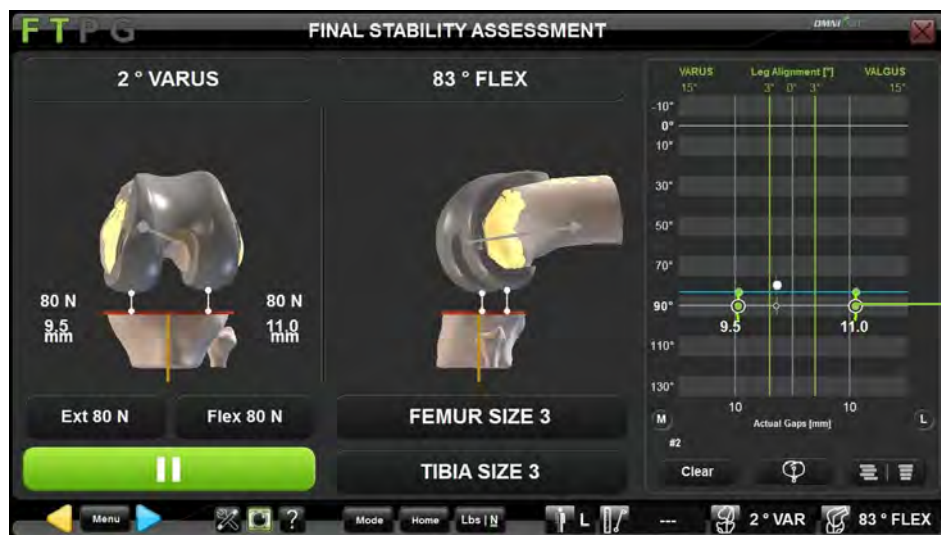 FTPG
FINAL STABILITY ASSESSMENT
OMNI
2 ° VARUS
83 ° FLEX
VARUS Leg Alignment [°] VALGUS
15° 3° 0° 3° 15°
-10°
0°
10°
30°
50°
70°
90°
110°
130°
80 N
9.5
mm
80 N
11.0
mm
9.5
11.0
10
10
M
Actual Gaps [mm]
L
#2
Ext 80 N
Flex 80 N
FEMUR SIZE 3
TIBIA SIZE 3
Clear
Menu
?
Mode
Home
Lbs | N
L
---
2 ° VAR
83 ° FLEX